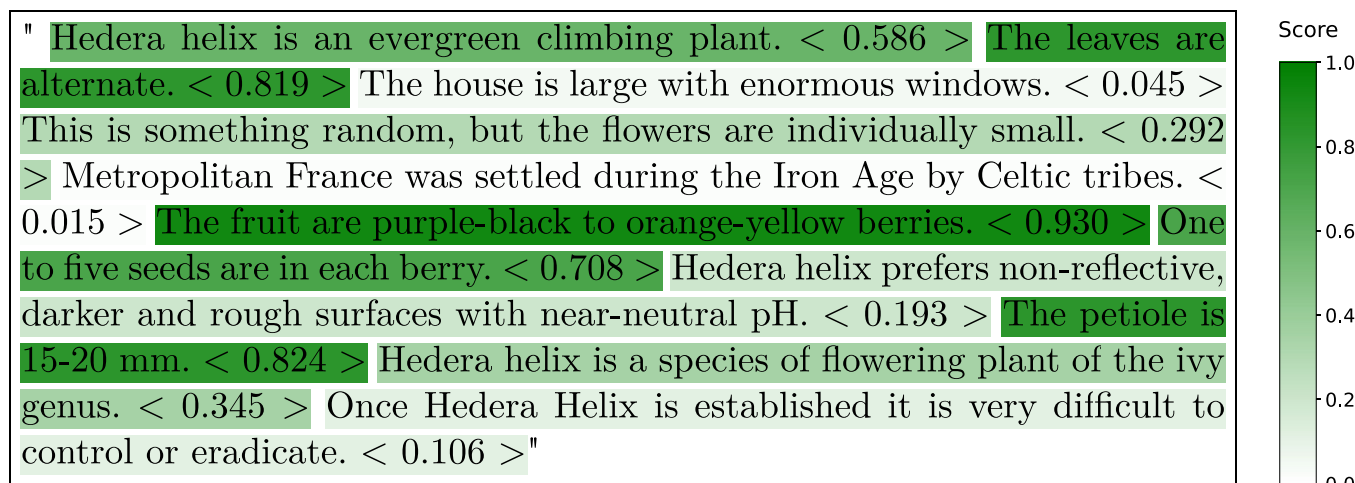 " Hedera helix is an evergreen climbing plant. < 0.586 > The leaves are
alternate. < 0.819 > The house is large with enormous windows. < 0.045 >
This is something random, but the flowers are individually small. < 0.292
> Metropolitan France was settled during the Iron Age by Celtic tribes. <
0.015 > The fruit are purple-black to orange-yellow berries. < 0.930 > One
to five seeds are in each berry. < 0.708 > Hedera helix prefers non-reflective,
darker and rough surfaces with near-neutral pH. < 0.193 > The petiole is
15-20 mm. < 0.824 > Hedera helix is a species of flowering plant of the ivy
genus. < 0.345 > Once Hedera Helix is established it is very difficult to
control or eradicate. < 0.106 >"
Score
1.0
0.8
0.6
0.4
0.2
0.0